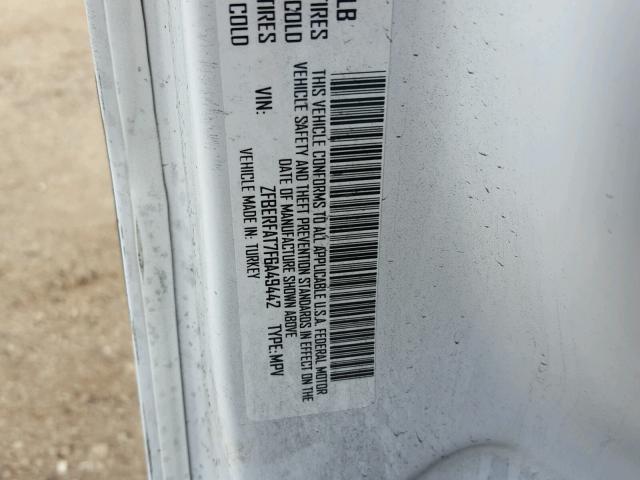 LB
TIRES TIRES
COLD COLD
THIS VEHICLE CONFORMS TO ALL APPLICABLE U.S.A. FEDERAL MOTOR
VEHICLE SAFETY AND THEFT PREVENTION STANDARDS IN EFFECT ON THE
DATE OF MANUFACTURE SHOWN ABOVE
VIN: ZFBERFAT7F6A49442 TYPE: MPV
VEHICLE MADE IN: TURKEY